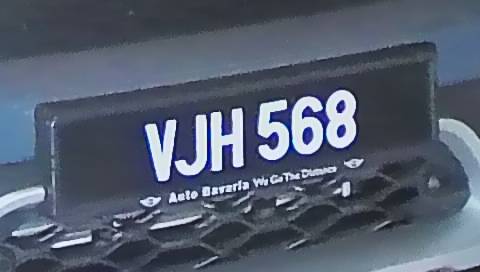 VJH 568
Auto Bavaria We Go The Distance